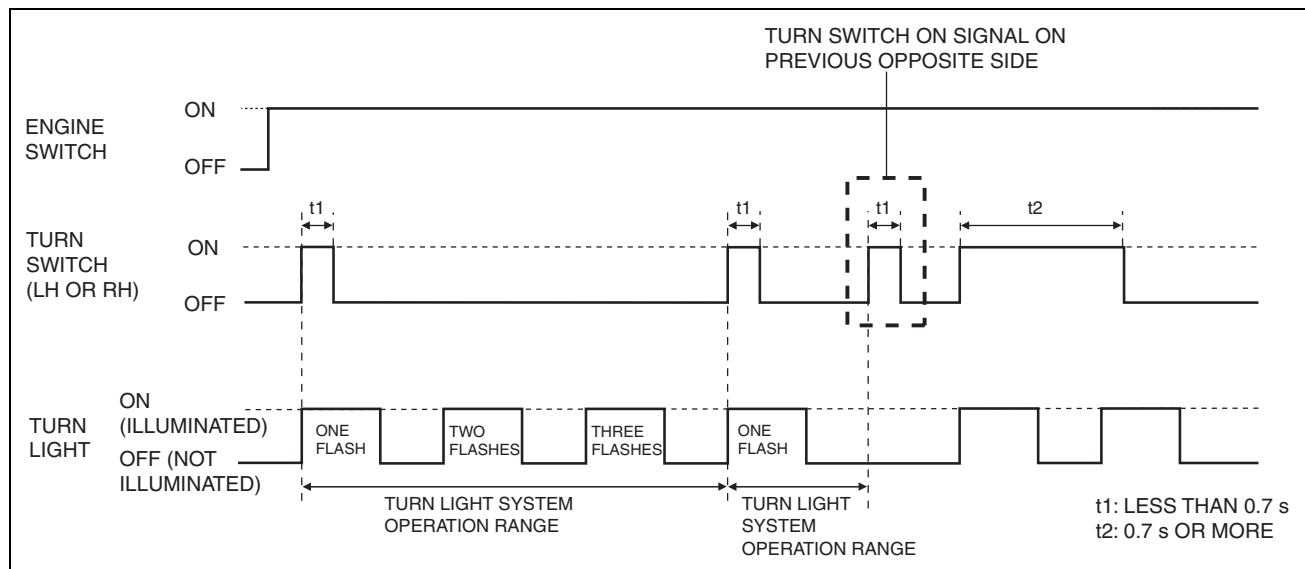 TURN SWITCH ON SIGNAL ON
PREVIOUS OPPOSITE SIDE
ENGINE
SWITCH
ON
OFF
t1
t1
t1
t2
TURN
SWITCH
(LH OR RH)
ON
OFF
TURN
LIGHT
ON
(ILLUMINATED)
OFF (NOT
ILLUMINATED)
ONE
FLASH
TWO
FLASHES
THREE
FLASHES
ONE
FLASH
TURN LIGHT SYSTEM
OPERATION RANGE
TURN LIGHT
SYSTEM
OPERATION RANGE
t1: LESS THAN 0.7 s
t2: 0.7 s OR MORE